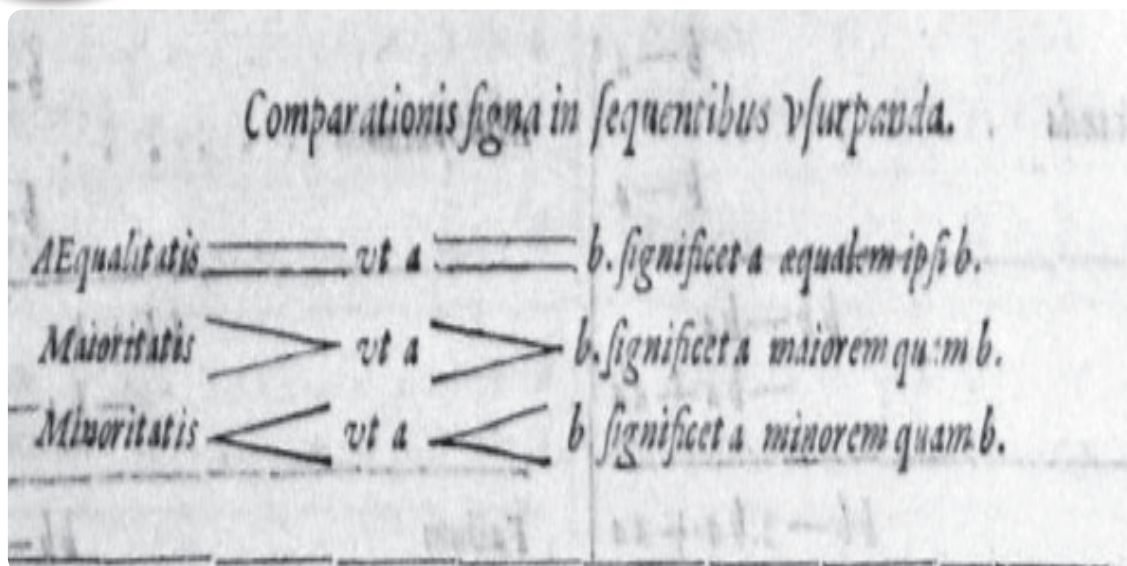 Comparationis ſigna in ſequentibus vſurpanda.
AEqualitatis ═ vt a ═ b. ſignificet a equalem ipſi b.
Maioritatis > vt a > b. ſignificet a maiorem quam b.
Minoritatis < vt a < b ſignificet a minorem quam b.